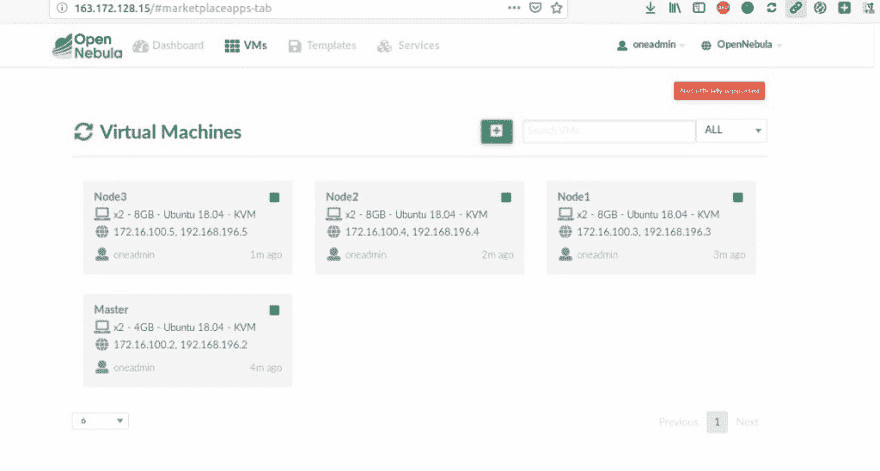 163.172.128.15/#marketplaceapps-tab
Open Nebula
Dashboard VMs Templates Services oneadmin OpenNebula
Virtual Machines
Search VMs ALL
Node3
x2 - 8GB - Ubuntu 18.04 - KVM
172.16.100.5, 192.168.196.5
oneadmin 1m ago
Node2
x2 - 8GB - Ubuntu 18.04 - KVM
172.16.100.4, 192.168.196.4
oneadmin 2m ago
Node1
x2 - 8GB - Ubuntu 18.04 - KVM
172.16.100.3, 192.168.196.3
oneadmin 3m ago
Master
x2 - 4GB - Ubuntu 18.04 - KVM
172.16.100.2, 192.168.196.2
oneadmin 4m ago
6 Previous 1 Next